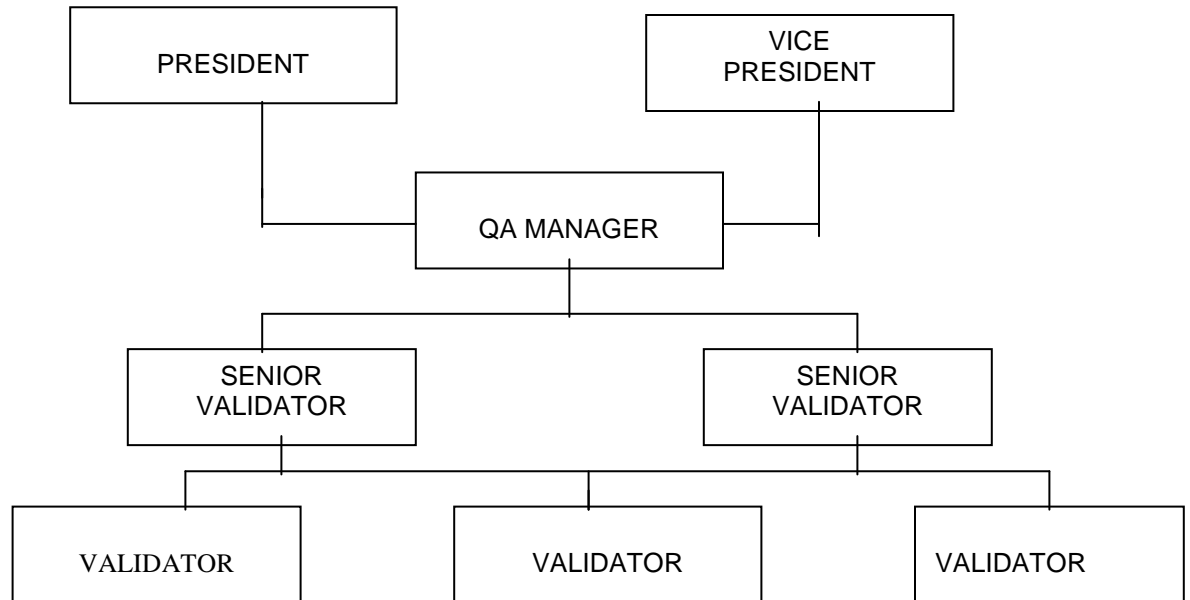 PRESIDENT
VICE
PRESIDENT
QA MANAGER
SENIOR
VALIDATOR
SENIOR
VALIDATOR
VALIDATOR
VALIDATOR
VALIDATOR